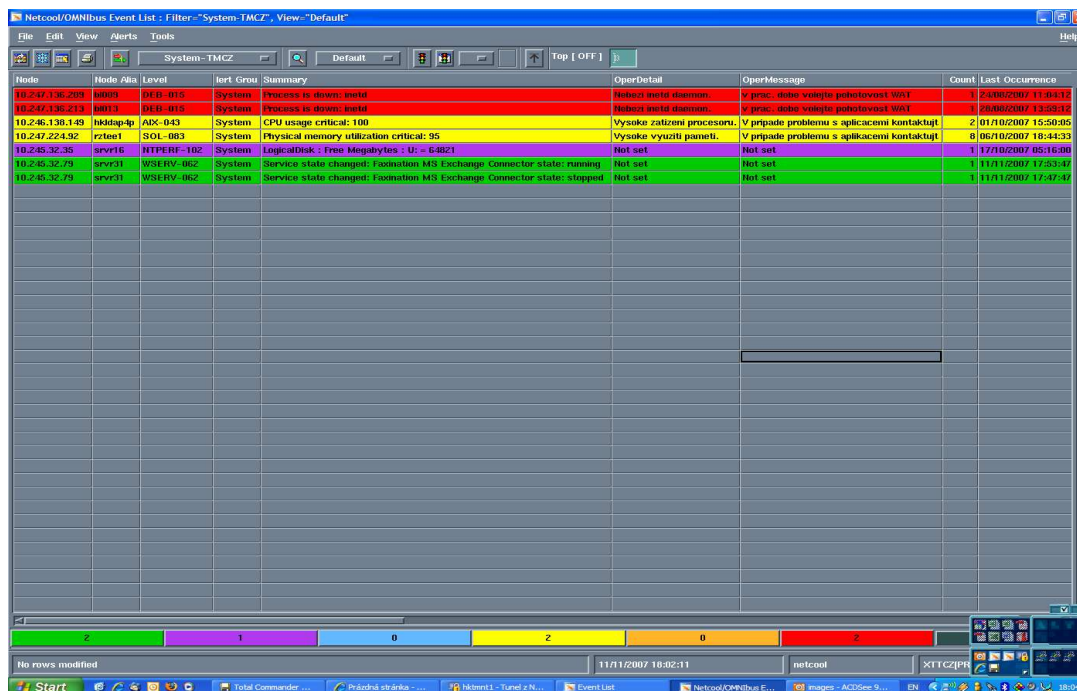 Netcool/OMNIbus Event List : Filter="System-TMCZ", View="Default"
File Edit View Alerts Tools Help
System-TMCZ Default Top [ OFF ]
Node Node Alia Level lert Grou Summary OperDetail OperMessage Count Last Occurrence
10.247.136.209 bl009 DEB-015 System Process is down: inetd Nebezi inetd daemon. V prac. dobe volejte pohotovost WAT 1 24/08/2007 11:04:12
10.247.136.213 bl013 DEB-015 System Process is down: inetd Nebezi inetd daemon. V prac. dobe volejte pohotovost WAT 1 28/08/2007 13:59:12
10.246.138.149 hkldap4p AIX-043 System CPU usage critical: 100 Vysoke zatizeni procesoru. V pripade problemu s aplikacemi kontaktujt 2 01/10/2007 15:50:05
10.247.224.92 rztee1 SOL-083 System Physical memory utilization critical: 95 Vysoke vyuziti pameti. V pripade problemu s aplikacemi kontaktujt 8 06/10/2007 18:44:33
10.245.32.35 srvr16 NTPERF-102 System LogicalDisk : Free Megabytes : U: = 64821 Not set Not set 1 17/10/2007 05:16:00
10.245.32.79 srvr31 WSERV-062 System Service state changed: Faxination MS Exchange Connector state: running Not set Not set 1 11/11/2007 17:53:47
10.245.32.79 srvr31 WSERV-062 System Service state changed: Faxination MS Exchange Connector state: stopped Not set Not set 1 11/11/2007 17:47:47
2 1 0 2 0 2
No rows modified 11/11/2007 18:02:11 netcool XTTCZ|PR
Start Total Commander ... Prázdná stránka - ... hktmnt1 - Tunel z N... Event List Netcool/OMNIbus E... images - ACDSee 9... EN 18:0